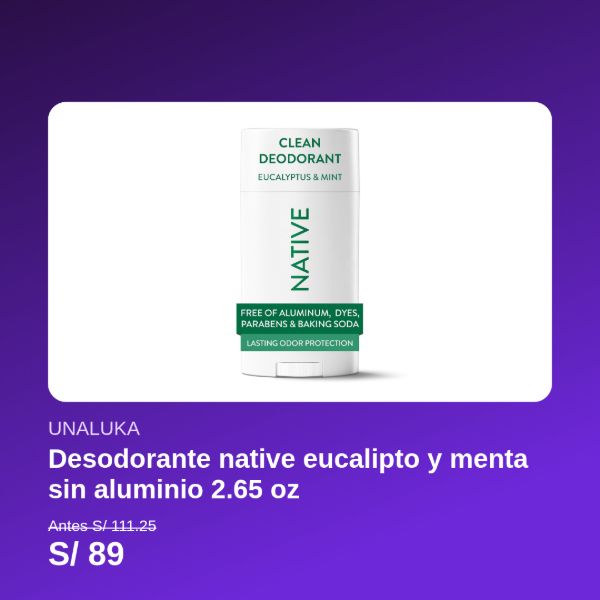 CLEAN
DEODORANT
EUCALYPTUS & MINT
NATIVE
FREE OF ALUMINUM, DYES,
PARABENS & BAKING SODA
LASTING ODOR PROTECTION
UNALUKA
Desodorante native eucalipto y menta
sin aluminio 2.65 oz
Antes S/ 111.25
S/ 89